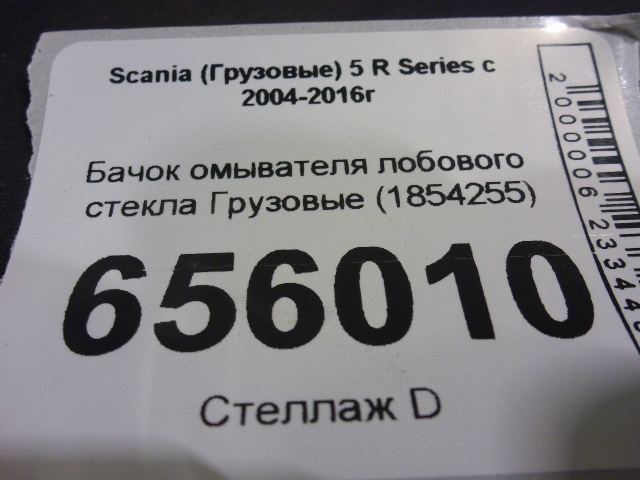 Scania (Грузовые) 5 R Series с
2004-2016г
Бачок омывателя лобового
стекла Грузовые (1854255)
656010
Стеллаж D